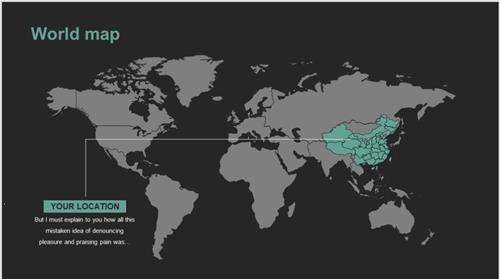 World map
YOUR LOCATION
But I must explain to you how all this
mistaken idea of denouncing
pleasure and praising pain was...